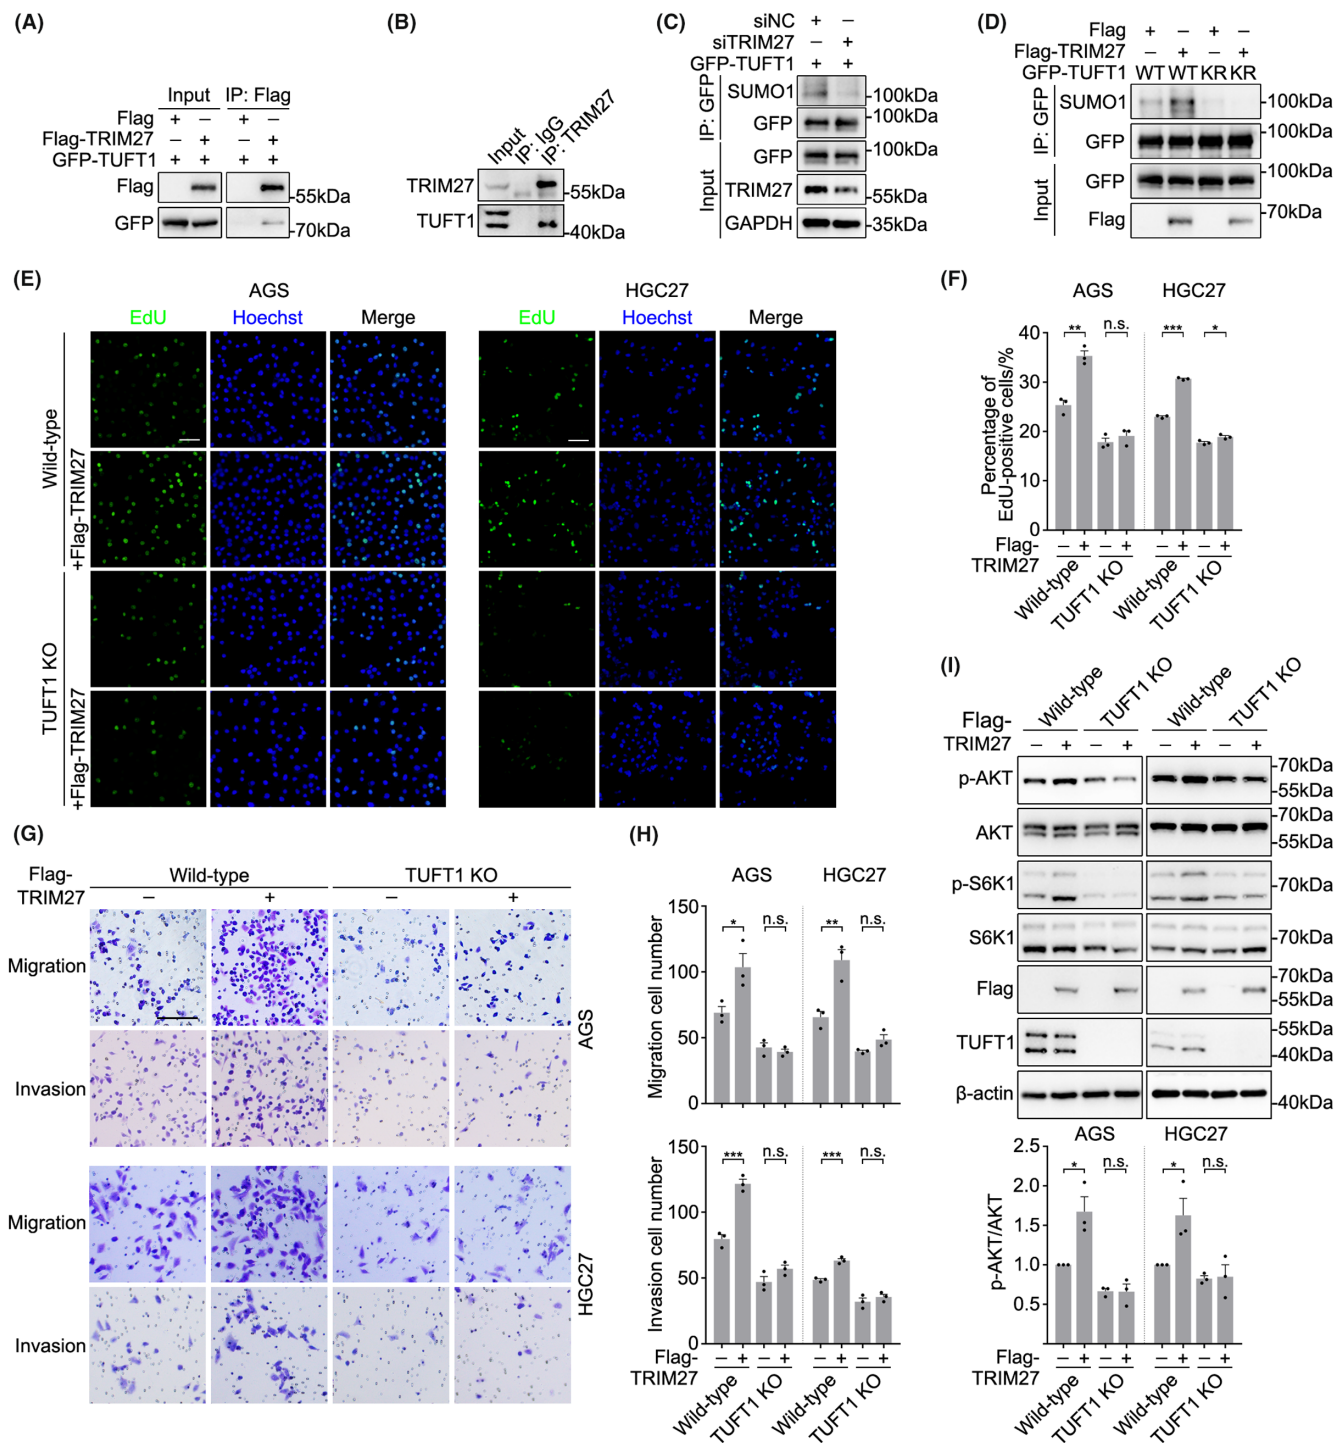 (A)
Input IP: Flag
Flag + – + –
Flag-TRIM27 – + – +
GFP-TUFT1 + + + +
Flag
-55kDa
GFP
-70kDa
(B)
Input
IP: IgG
IP: TRIM27
TRIM27
-55kDa
TUFT1
-40kDa
(C)
siNC + –
siTRIM27 – +
GFP-TUFT1 + +
IP: GFP
SUMO1
-100kDa
GFP
-100kDa
Input
GFP
-100kDa
TRIM27
-55kDa
GAPDH
-35kDa
(D)
Flag + – + –
Flag-TRIM27 – + – +
GFP-TUFT1 WT WT KR KR
IP: GFP
SUMO1
-100kDa
GFP
Input
GFP
Flag
-70kDa
(E)
AGS HGC27
EdU Hoechst Merge EdU Hoechst Merge
Wild-type
+Flag-TRIM27
TUFT1 KO
+Flag-TRIM27
(F)
AGS HGC27
** n.s. *** *
Percentage of
EdU-positive cells/%
40
30
20
10
0
Flag-
TRIM27
– + – + – + – +
Wild-type
TUFT1 KO
Wild-type
TUFT1 KO
(G)
Flag-
TRIM27
Wild-type TUFT1 KO
– + – +
Migration
Invasion
AGS
Migration
Invasion
HGC27
(H)
AGS HGC27
Migration cell number
150
100
50
0
* n.s. ** n.s.
Invasion cell number
150
100
50
0
*** n.s. *** n.s.
Flag-
TRIM27
– + – + – + – +
Wild-type
TUFT1 KO
Wild-type
TUFT1 KO
(I)
Wild-type
TUFT1 KO
Wild-type
TUFT1 KO
Flag-
TRIM27
– + – + – + – +
p-AKT
-70kDa
-55kDa
AKT
-70kDa
-55kDa
p-S6K1
-70kDa
S6K1
-70kDa
Flag
-70kDa
-55kDa
TUFT1
-55kDa
-40kDa
β-actin
-40kDa
AGS HGC27
p-AKT/AKT
2.5
2.0
1.5
1.0
0.5
* n.s. * n.s.
Flag-
TRIM27
– + – + – + – +
Wild-type
TUFT1 KO
Wild-type
TUFT1 KO